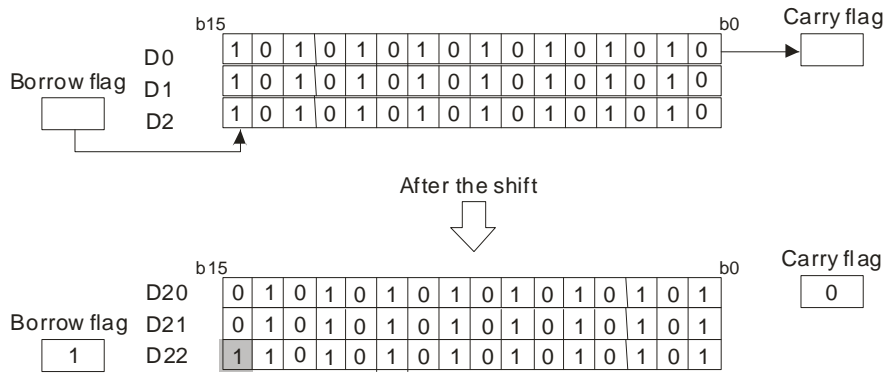 b15 b0 Carry flag
D0 1 0 1 0 1 0 1 0 1 0 1 0 1 0 1 0
Borrow flag D1 1 0 1 0 1 0 1 0 1 0 1 0 1 0 1 0
D2 1 0 1 0 1 0 1 0 1 0 1 0 1 0 1 0
After the shift
b15 b0 Carry flag
D20 0 1 0 1 0 1 0 1 0 1 0 1 0 1 0 1 0
Borrow flag D21 0 1 0 1 0 1 0 1 0 1 0 1 0 1 0 1
1 D22 1 1 0 1 0 1 0 1 0 1 0 1 0 1 0 1